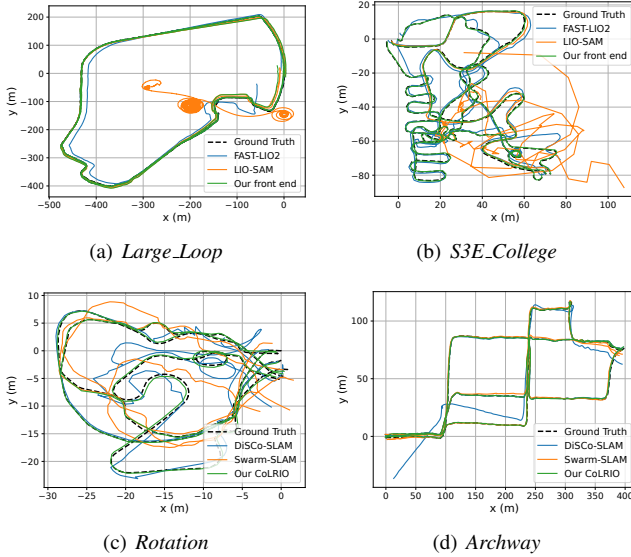 200
100
0
−100
−200
−300
−400
y (m)
Ground Truth
FAST-LIO2
LIO-SAM
Our front end
−500 −400 −300 −200 −100 0
x (m)
(a) Large_Loop
20
0
−20
−40
−60
−80
y (m)
Ground Truth
FAST-LIO2
LIO-SAM
Our front end
0 20 40 60 80 100
x (m)
(b) S3E_College
10
5
0
−5
−10
−15
−20
y (m)
Ground Truth
DiSCo-SLAM
Swarm-SLAM
Our CoLRIO
−30 −25 −20 −15 −10 −5 0
x (m)
(c) Rotation
100
50
0
y (m)
Ground Truth
DiSCo-SLAM
Swarm-SLAM
Our CoLRIO
0 50 100 150 200 250 300 350 400
x (m)
(d) Archway